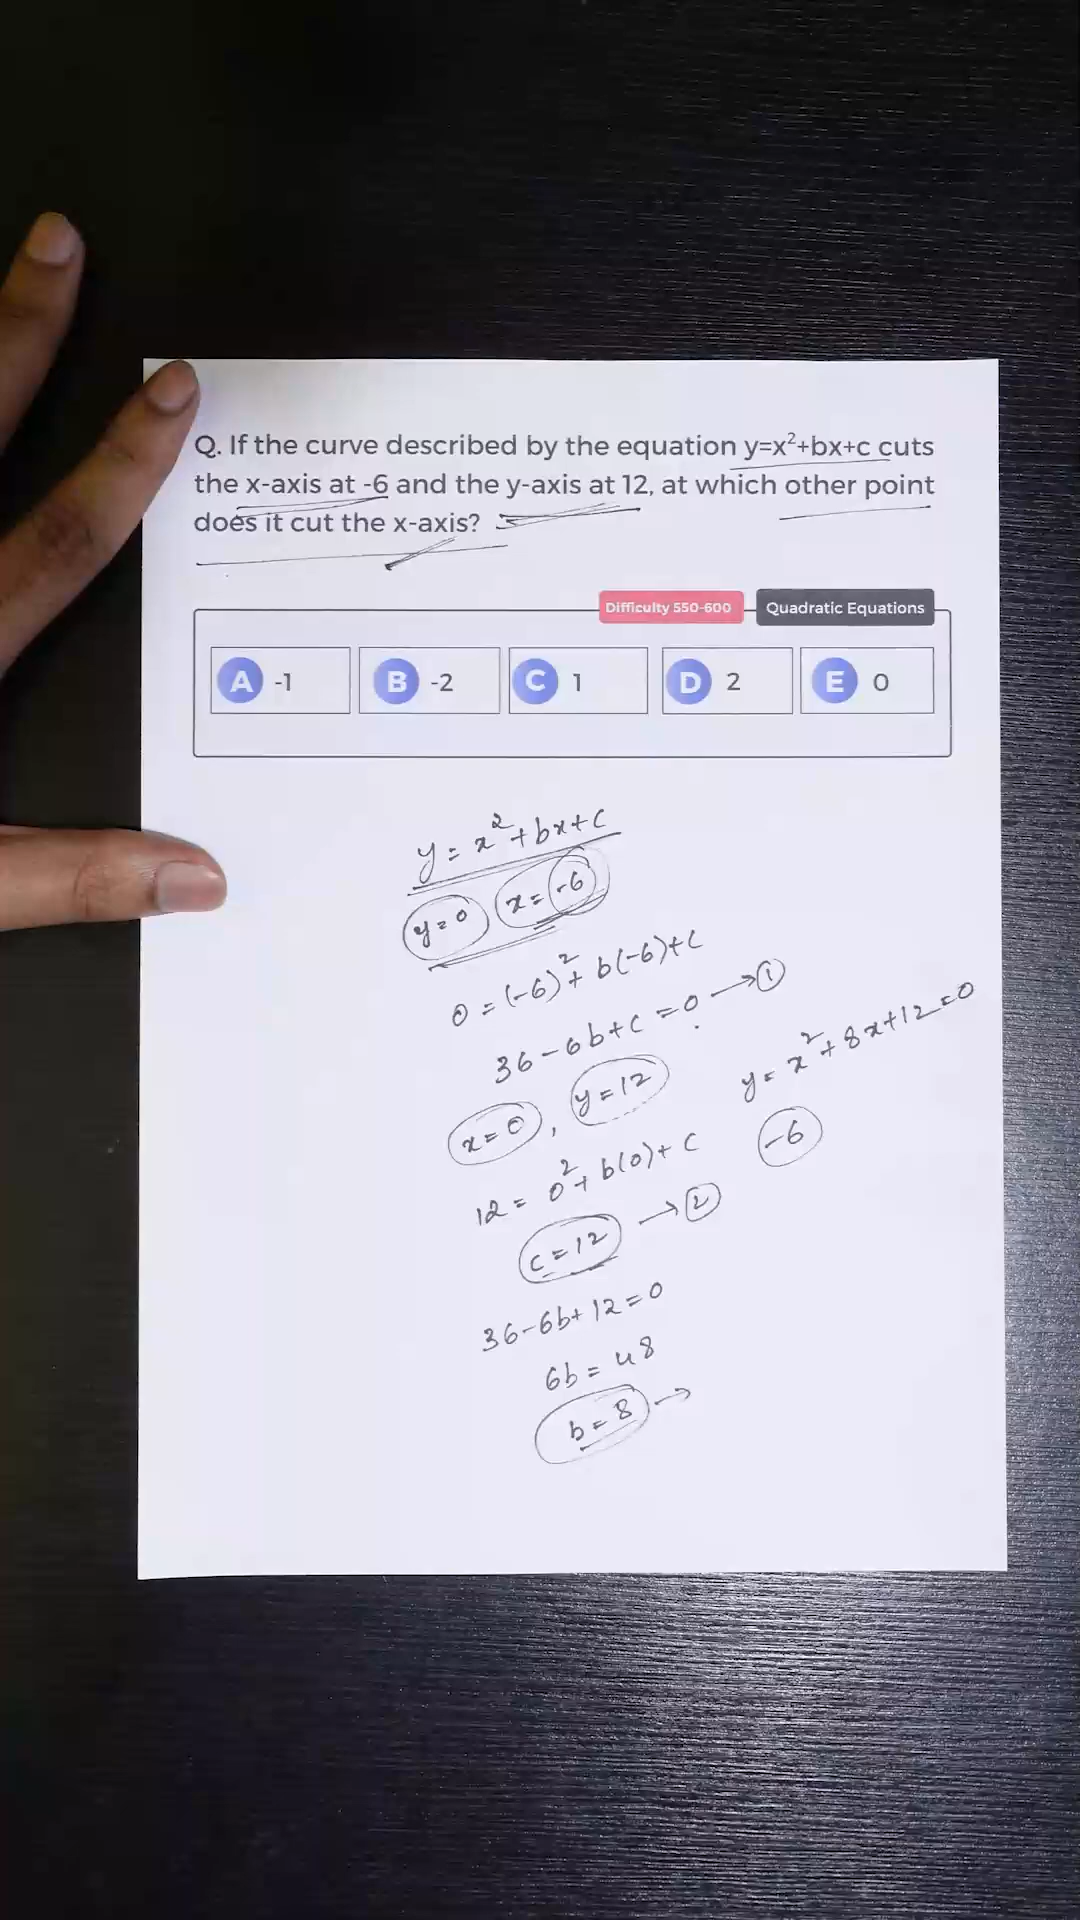 Q. If the curve described by the equation y=x²+bx+c cuts
the x-axis at -6 and the y-axis at 12, at which other point
does it cut the x-axis?
Difficulty 550-600 Quadratic Equations
A -1 B -2 C 1 D 2 E 0
y = x² + bx + c
y=0 x = -6
0 = (-6)² + b(-6)+c
36-6b+c = 0 → ①
x=0, y=12
12 = 0² + b(0) + c
c = 12 → ②
36-6b+12=0
6b = 48
b = 8 →
y = x² + 8x+12=0
-6